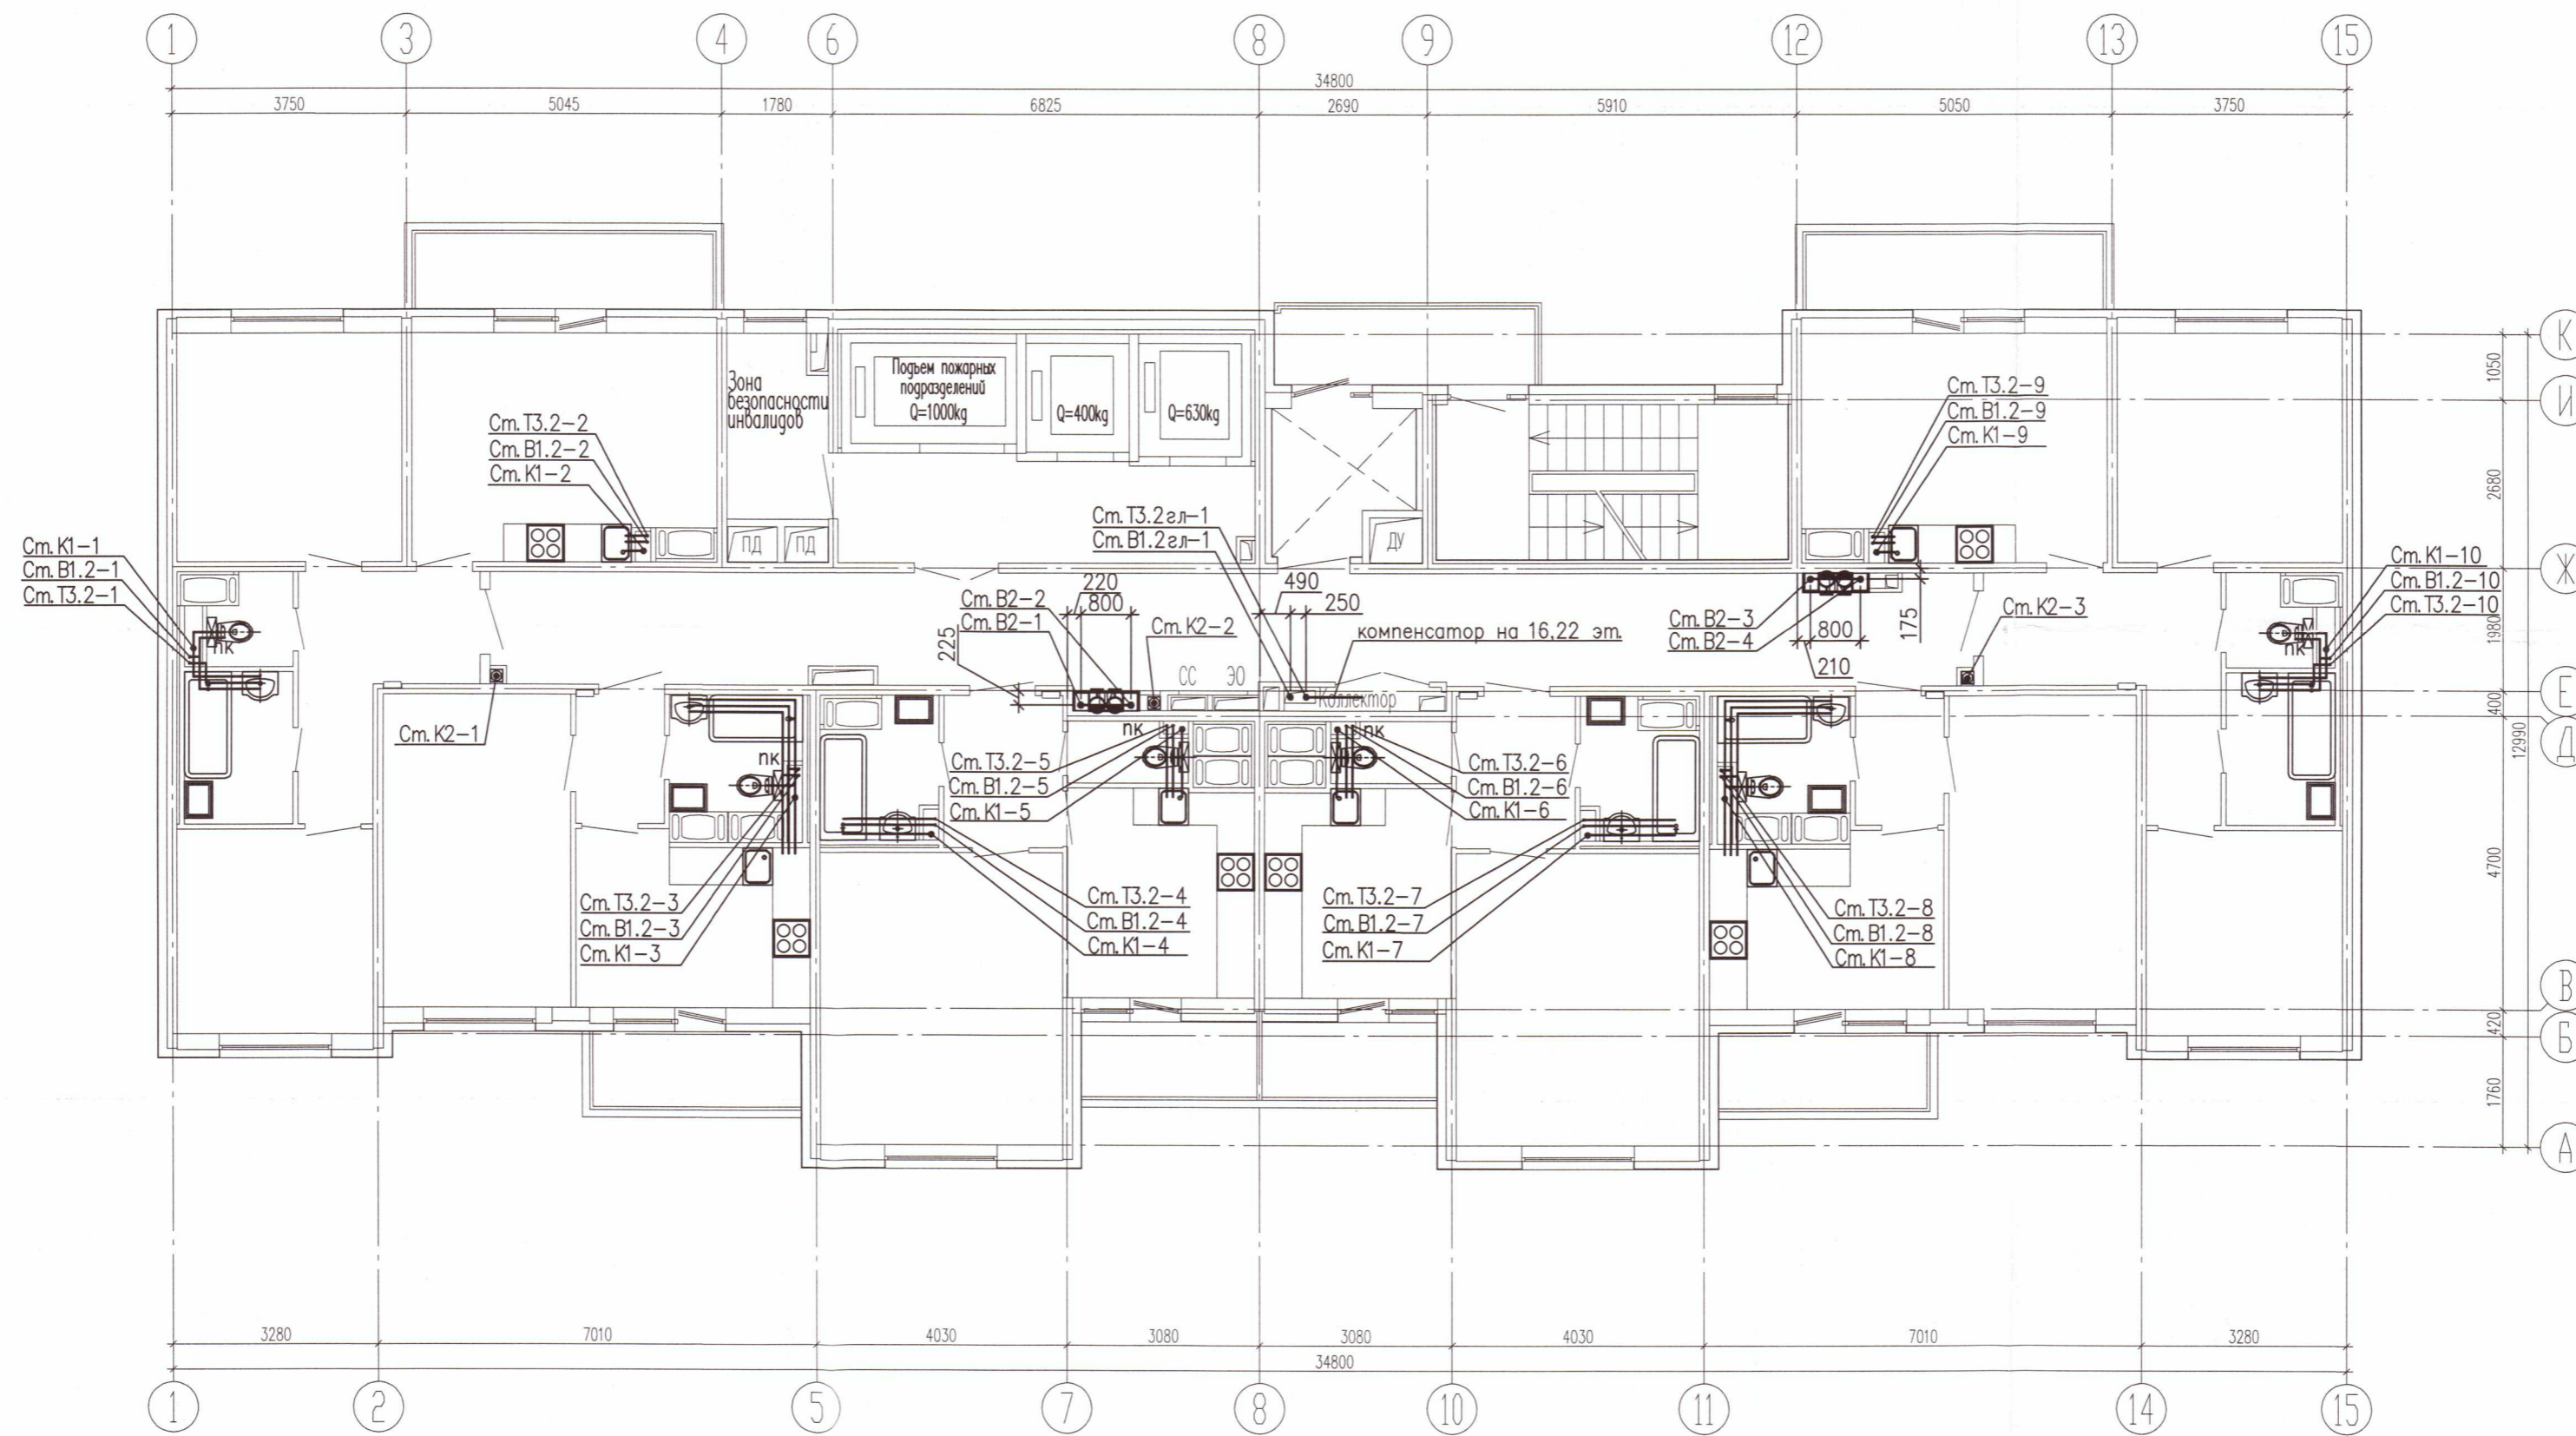 1 3 4 6 8 9 12 13 15
34800
3750 5045 1780 6825 2690 5910 5050 3750
Зона
безопасности
инвалидов
Подъем пожарных
подразделений
Q=1000kg
Q=400kg
Q=630kg
К
1050
И
2680
Ж
1980
Е
400
Д
12990
4700
В
420
Б
1760
А
Ст. Т3.2-2
Ст. В1.2-2
Ст. К1-2
Ст. Т3.2-9
Ст. В1.2-9
Ст. К1-9
ПД ПД
ДУ
Ст. Т3.2гл-1
Ст. В1.2гл-1
Ст. К1-1
Ст. В1.2-1
Ст. Т3.2-1
пк
Ст. К1-10
Ст. В1.2-10
Ст. Т3.2-10
пк
220
800
Ст. В2-2
Ст. В2-1
225
Ст. К2-2
490
250
компенсатор на 16,22 эт.
СС ЭО
Коллектор
Ст. В2-3
Ст. В2-4
800
175
210
Ст. К2-3
Ст. К2-1
пк
пк
пк
Ст. Т3.2-5
Ст. В1.2-5
Ст. К1-5
Ст. Т3.2-6
Ст. В1.2-6
Ст. К1-6
Ст. Т3.2-3
Ст. В1.2-3
Ст. К1-3
Ст. Т3.2-4
Ст. В1.2-4
Ст. К1-4
Ст. Т3.2-7
Ст. В1.2-7
Ст. К1-7
Ст. Т3.2-8
Ст. В1.2-8
Ст. К1-8
3280 7010 4030 3080 3080 4030 7010 3280
34800
1 2 5 7 8 10 11 14 15